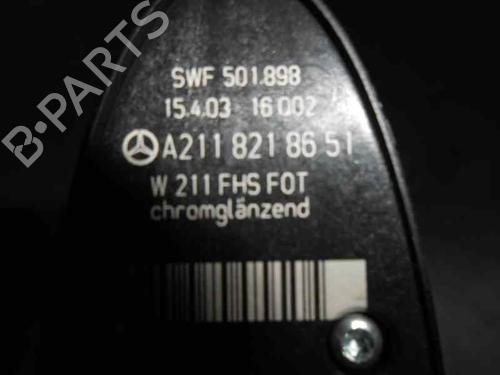 SWF 501.898
15.4.03 16 002
A211 821 86 51
W 211 FHS FOT
chromglänzend
B-PARTS